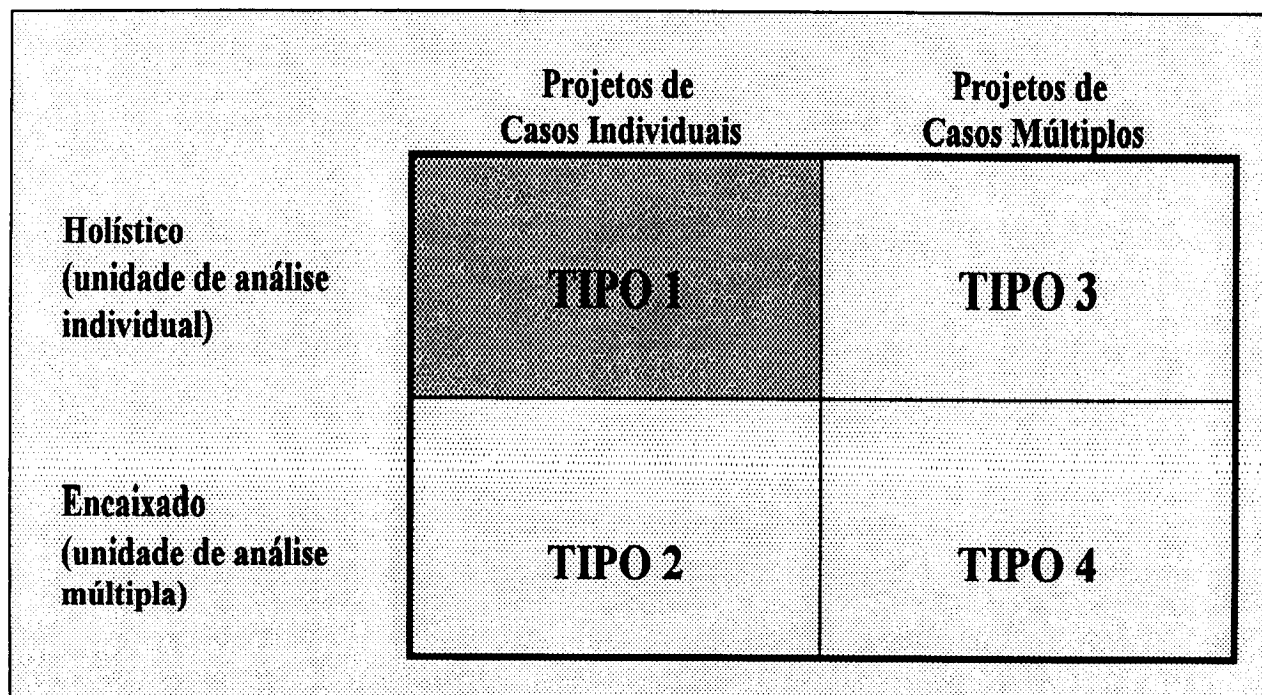 Projetos de
Casos Individuais
Projetos de
Casos Múltiplos
Holístico
(unidade de análise
individual)
TIPO 1
TIPO 3
Encaixado
(unidade de análise
múltipla)
TIPO 2
TIPO 4